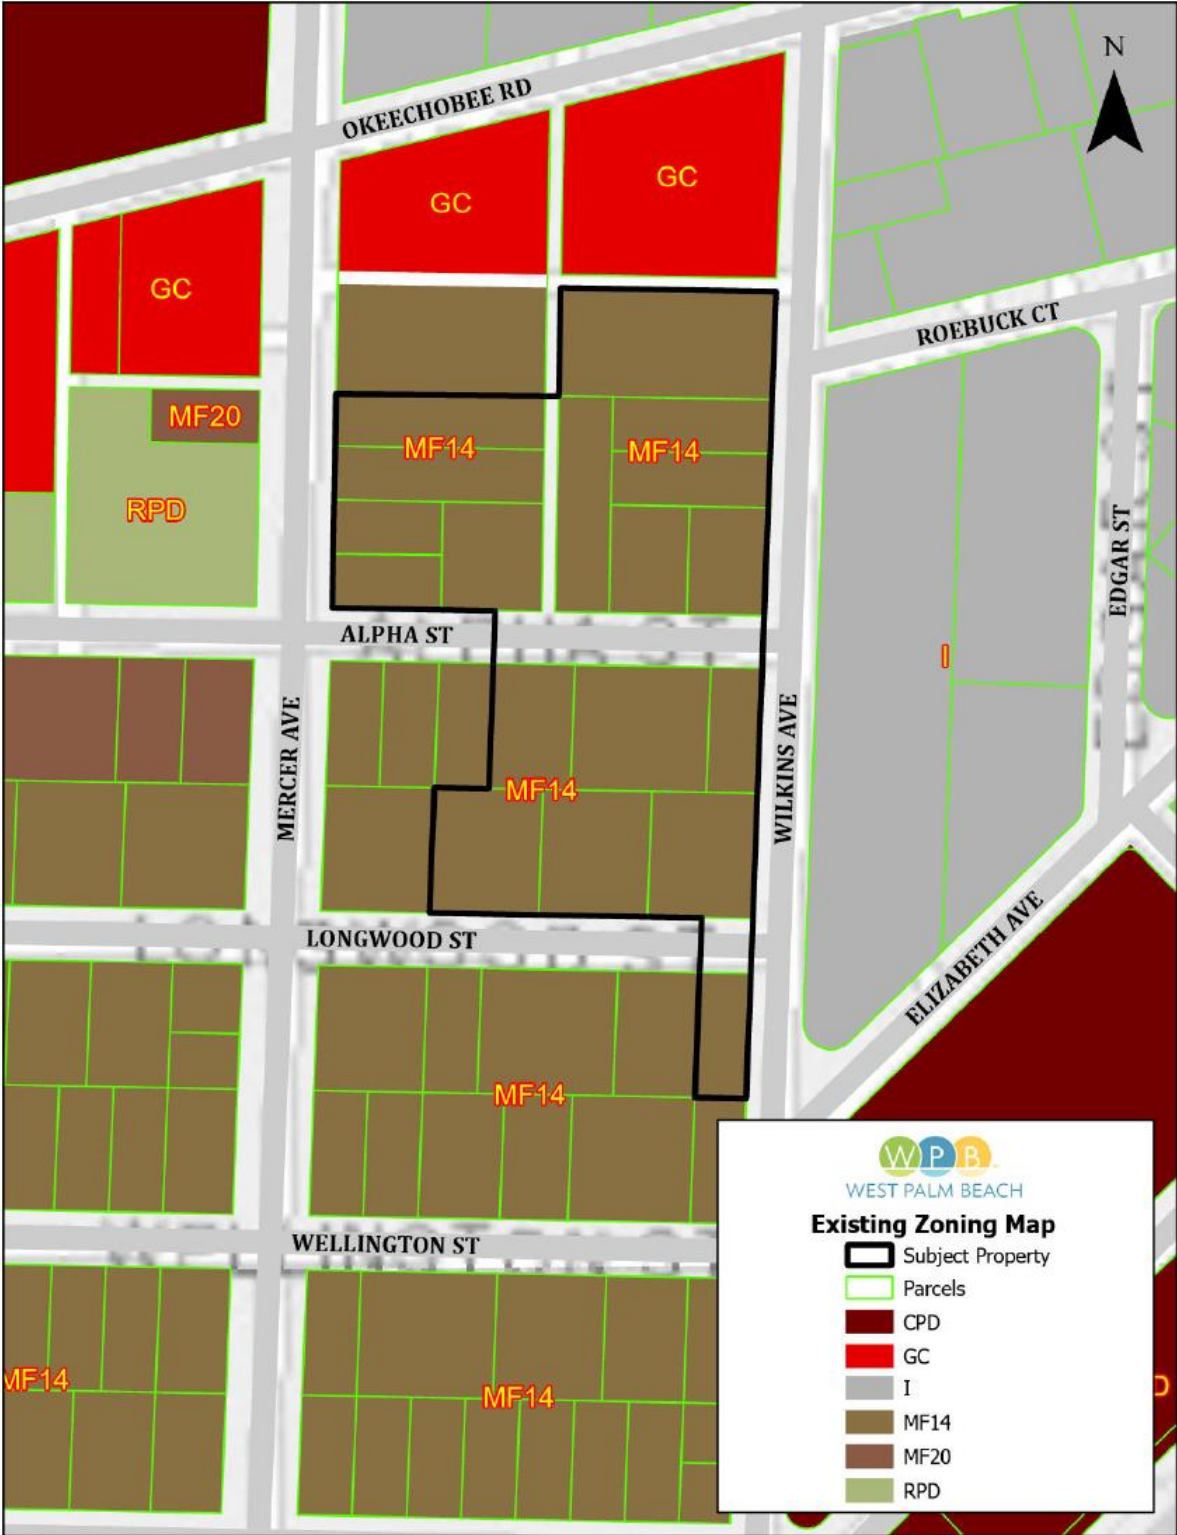 N
OKEECHOBEE RD
GC
GC
GC
ROEBUCK CT
MF20
MF14
MF14
RPD
EDGAR ST
ALPHA ST
I
MERCER AVE
WILKINS AVE
MF14
LONGWOOD ST
ELIZABETH AVE
MF14
WELLINGTON ST
MF14
MF14
D
WPB
WEST PALM BEACH
Existing Zoning Map
Subject Property
Parcels
CPD
GC
I
MF14
MF20
RPD